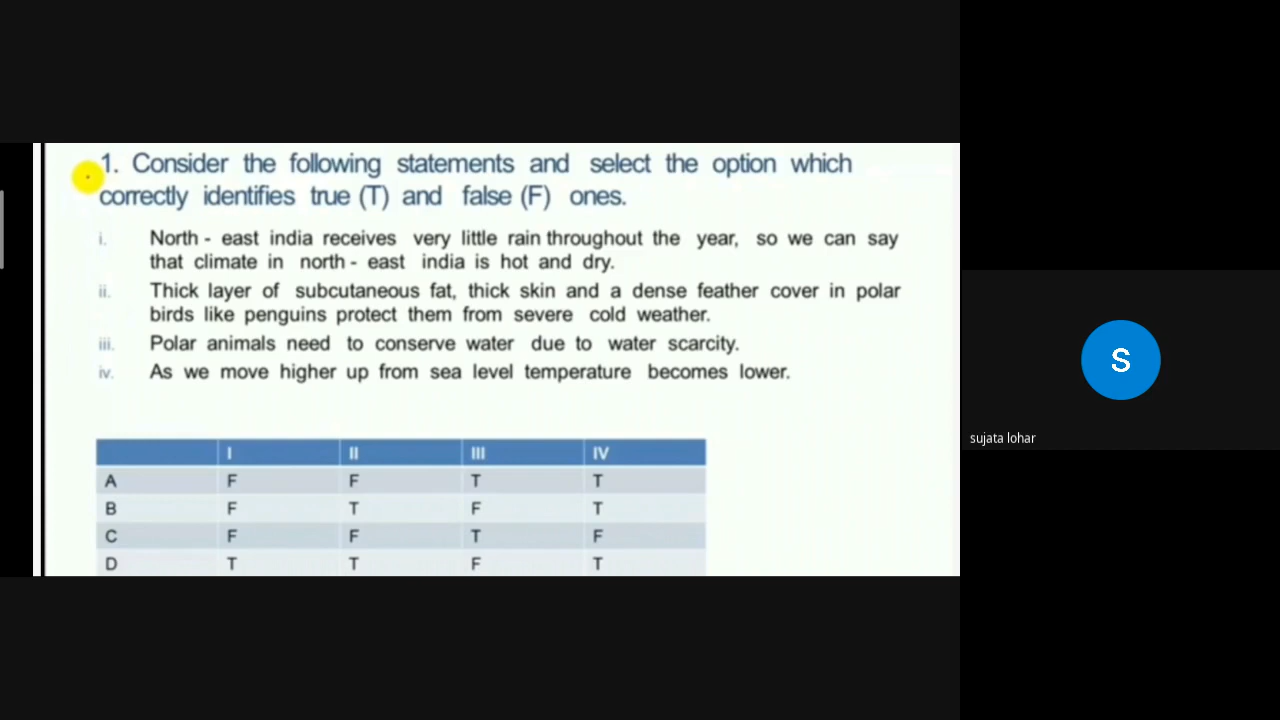 1. Consider the following statements and select the option which
correctly identifies true (T) and false (F) ones.
i. North - east india receives very little rain throughout the year, so we can say
that climate in north - east india is hot and dry.
ii. Thick layer of subcutaneous fat, thick skin and a dense feather cover in polar
birds like penguins protect them from severe cold weather.
iii. Polar animals need to conserve water due to water scarcity.
iv. As we move higher up from sea level temperature becomes lower.
I II III IV
A F F T T
B F T F T
C F F T F
D T T F T
S
sujata lohar